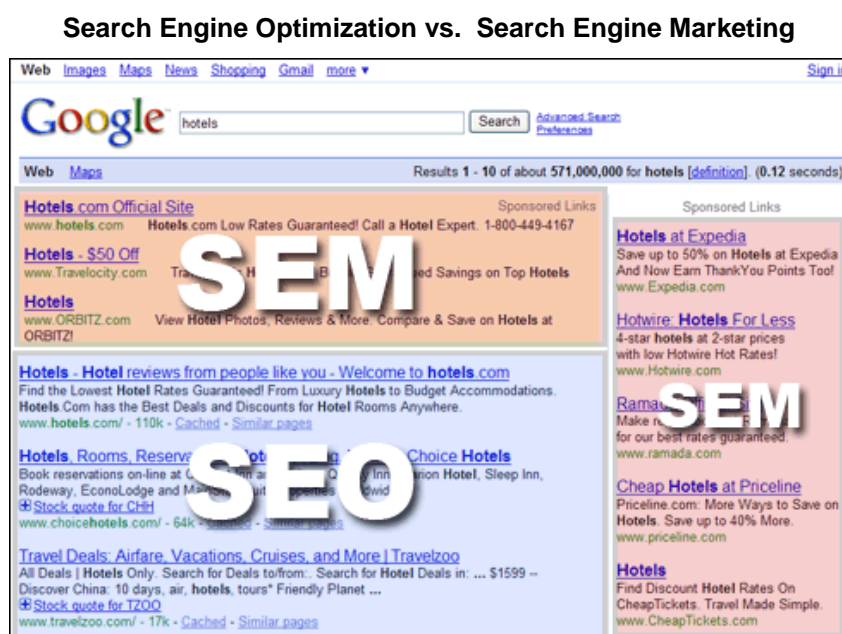 Search Engine Optimization vs. Search Engine Marketing
Web Images Maps News Shopping Gmail more ▼ Sign
Google hotels Search Advanced Search
Preferences
Web Maps Results 1 - 10 of about 571,000,000 for hotels [definition]. (0.12 seconds)
Hotels.com Official Site Sponsored Links
www.hotels.com Hotels.com Low Rates Guaranteed! Call a Hotel Expert. 1-800-449-4167
Hotels - $50 Off
www.Travelocity.com Savings on Top Hotels
Hotels
www.ORBITZ.com View Hotel Photos, Reviews & More. Compare & Save on Hotels at
ORBITZ!
SEM
Hotels - Hotel reviews from people like you - Welcome to hotels.com
Find the Lowest Hotel Rates Guaranteed! From Luxury Hotels to Budget Accommodations.
Hotels.Com has the Best Deals and Discounts for Hotel Rooms Anywhere.
www.hotels.com/ - 110k - Cached - Similar pages
Hotels, Rooms, Choice Hotels
Book reservations on-line at Hotel, Sleep Inn,
Rodeway, EconoLodge and
Stock quote for CHH
www.choicehotels.com/ - 64k - Cached - Similar pages
SEO
Travel Deals: Airfare, Vacations, Cruises, and More | Travelzoo
All Deals | Hotels Only. Search for Deals to/from:. Search for Hotel Deals in: ... $1599 --
Discover China: 10 days, air, hotels, tours* Friendly Planet ...
Stock quote for TZOO
www.travelzoo.com/ - 17k - Cached - Similar pages
Sponsored Links
Hotels at Expedia
Save up to 50% on Hotels at Expedia
And Now Earn ThankYou Points Too!
www.Expedia.com
Hotwire: Hotels For Less
4-star hotels at 2-star prices
with low Hotwire Hot Rates!
www.Hotwire.com
Make
for our best rates guaranteed.
www.ramada.com
SEM
Cheap Hotels at Priceline
Priceline.com: More Ways to Save on
Hotels. Save up to 40% More.
www.priceline.com
Hotels
Find Discount Hotel Rates On
CheapTickets. Travel Made Simple.
www.CheapTickets.com